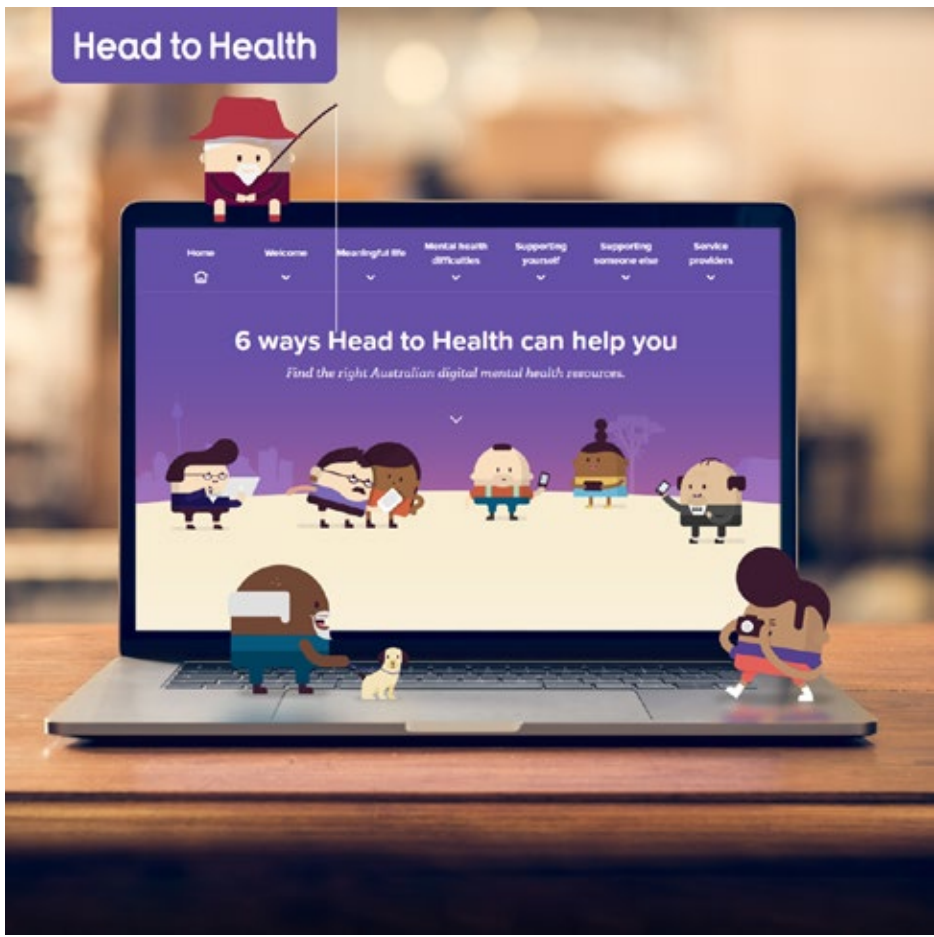 Head to Health
Home
Welcome
Meaningful life
Mental health
difficulties
Supporting
yourself
Supporting
someone else
Service
providers
6 ways Head to Health can help you
Find the right Australian digital mental health resources.